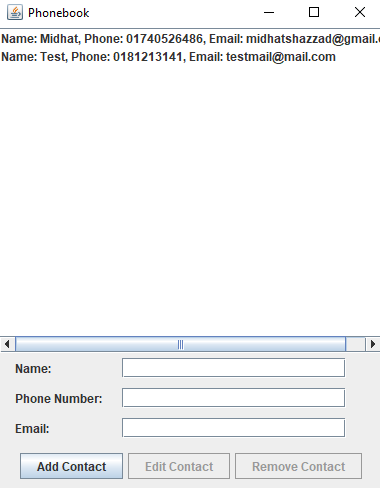 Phonebook
Name: Midhat, Phone: 01740526486, Email: midhatshazzad@gmail.
Name: Test, Phone: 0181213141, Email: testmail@mail.com
Name:
Phone Number:
Email:
Add Contact Edit Contact Remove Contact